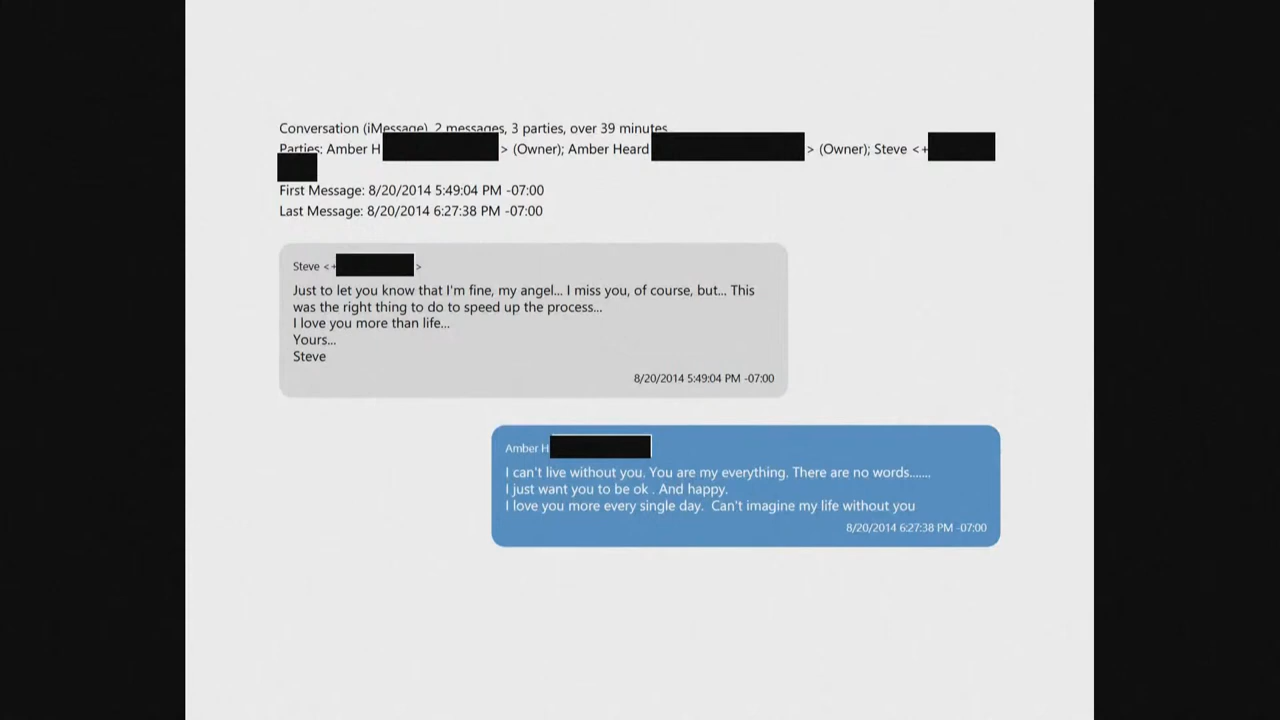 Conversation (iMessage), 2 messages, 3 parties, over 39 minutes
Parties: Amber H > (Owner); Amber Heard > (Owner); Steve <+
First Message: 8/20/2014 5:49:04 PM -07:00
Last Message: 8/20/2014 6:27:38 PM -07:00
Steve <+ >
Just to let you know that I'm fine, my angel... I miss you, of course, but... This
was the right thing to do to speed up the process...
I love you more than life...
Yours...
Steve
8/20/2014 5:49:04 PM -07:00
Amber H
I can't live without you. You are my everything. There are no words.......
I just want you to be ok . And happy.
I love you more every single day.  Can't imagine my life without you
8/20/2014 6:27:38 PM -07:00